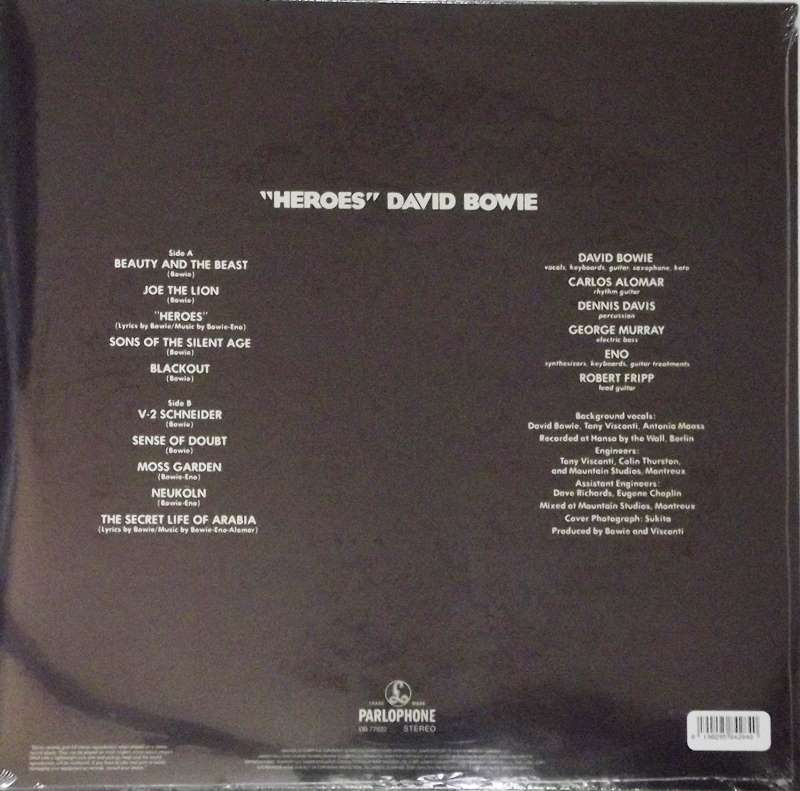 "HEROES" DAVID BOWIE
Side A
BEAUTY AND THE BEAST
(Bowie)
JOE THE LION
(Bowie)
"HEROES"
(Lyrics by Bowie/Music by Bowie-Eno)
SONS OF THE SILENT AGE
(Bowie)
BLACKOUT
(Bowie)
Side B
V-2 SCHNEIDER
(Bowie)
SENSE OF DOUBT
(Bowie)
MOSS GARDEN
(Bowie-Eno)
NEUKOLN
(Bowie-Eno)
THE SECRET LIFE OF ARABIA
(Lyrics by Bowie/Music by Bowie-Eno-Alomar)
DAVID BOWIE
vocals, keyboards, guitar, saxophone, koto
CARLOS ALOMAR
rhythm guitar
DENNIS DAVIS
percussion
GEORGE MURRAY
electric bass
ENO
synthesizers, keyboards, guitar treatments
ROBERT FRIPP
lead guitar
Background vocals:
David Bowie, Tony Visconti, Antonia Maass
Recorded at Hansa by the Wall, Berlin
Engineers:
Tony Visconti, Colin Thurston,
and Mountain Studios, Montreux
Assistant Engineers:
Dave Richards, Eugene Chaplin
Mixed at Mountain Studios, Montreux
Cover Photograph: Sukita
Produced by Bowie and Visconti
TRADE MARK
PARLOPHONE
STEREO